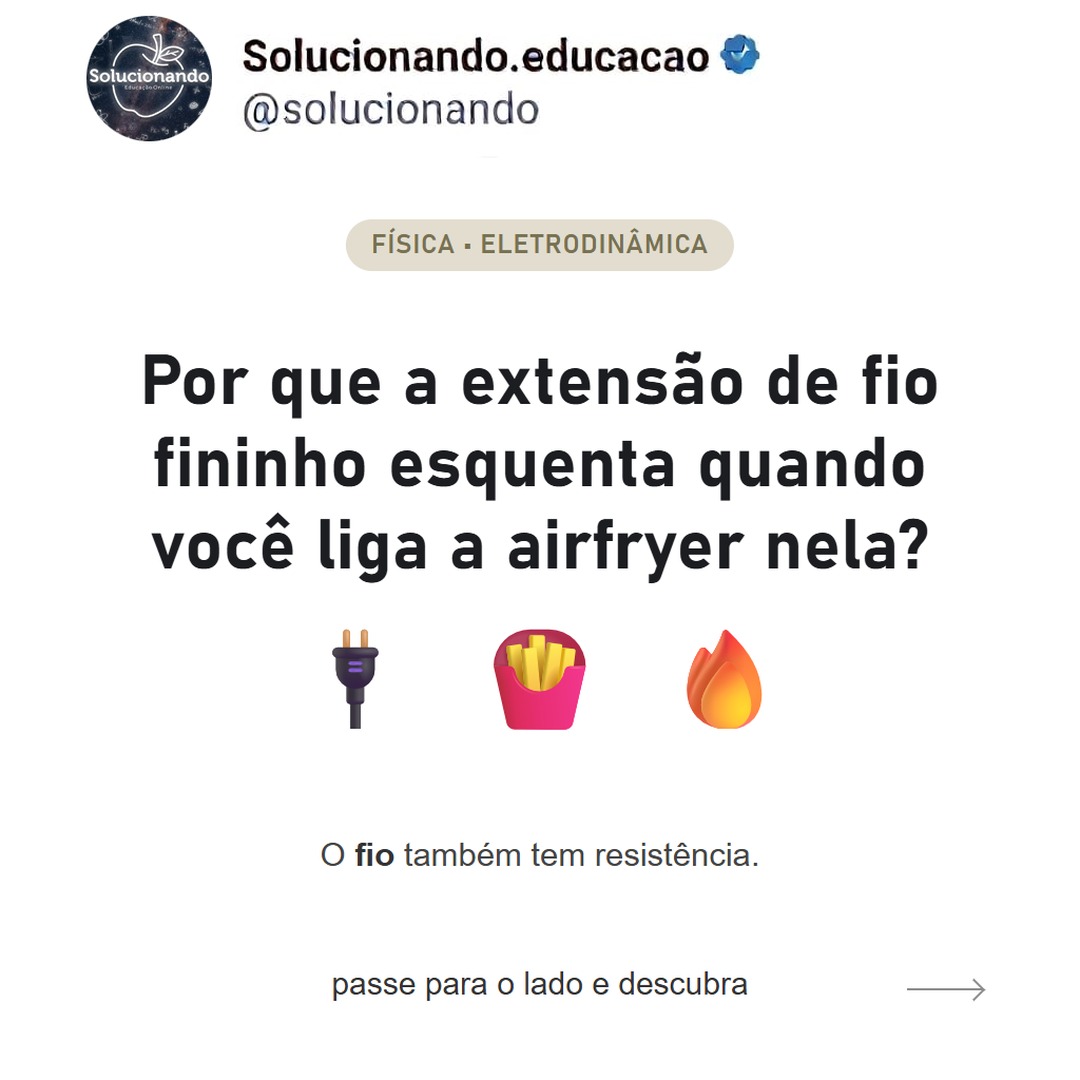 Solucionando
Educação Online
Solucionando.educacao
@solucionando
FÍSICA · ELETRODINÂMICA
Por que a extensão de fio
fininho esquenta quando
você liga a airfryer nela?
O fio também tem resistência.
passe para o lado e descubra